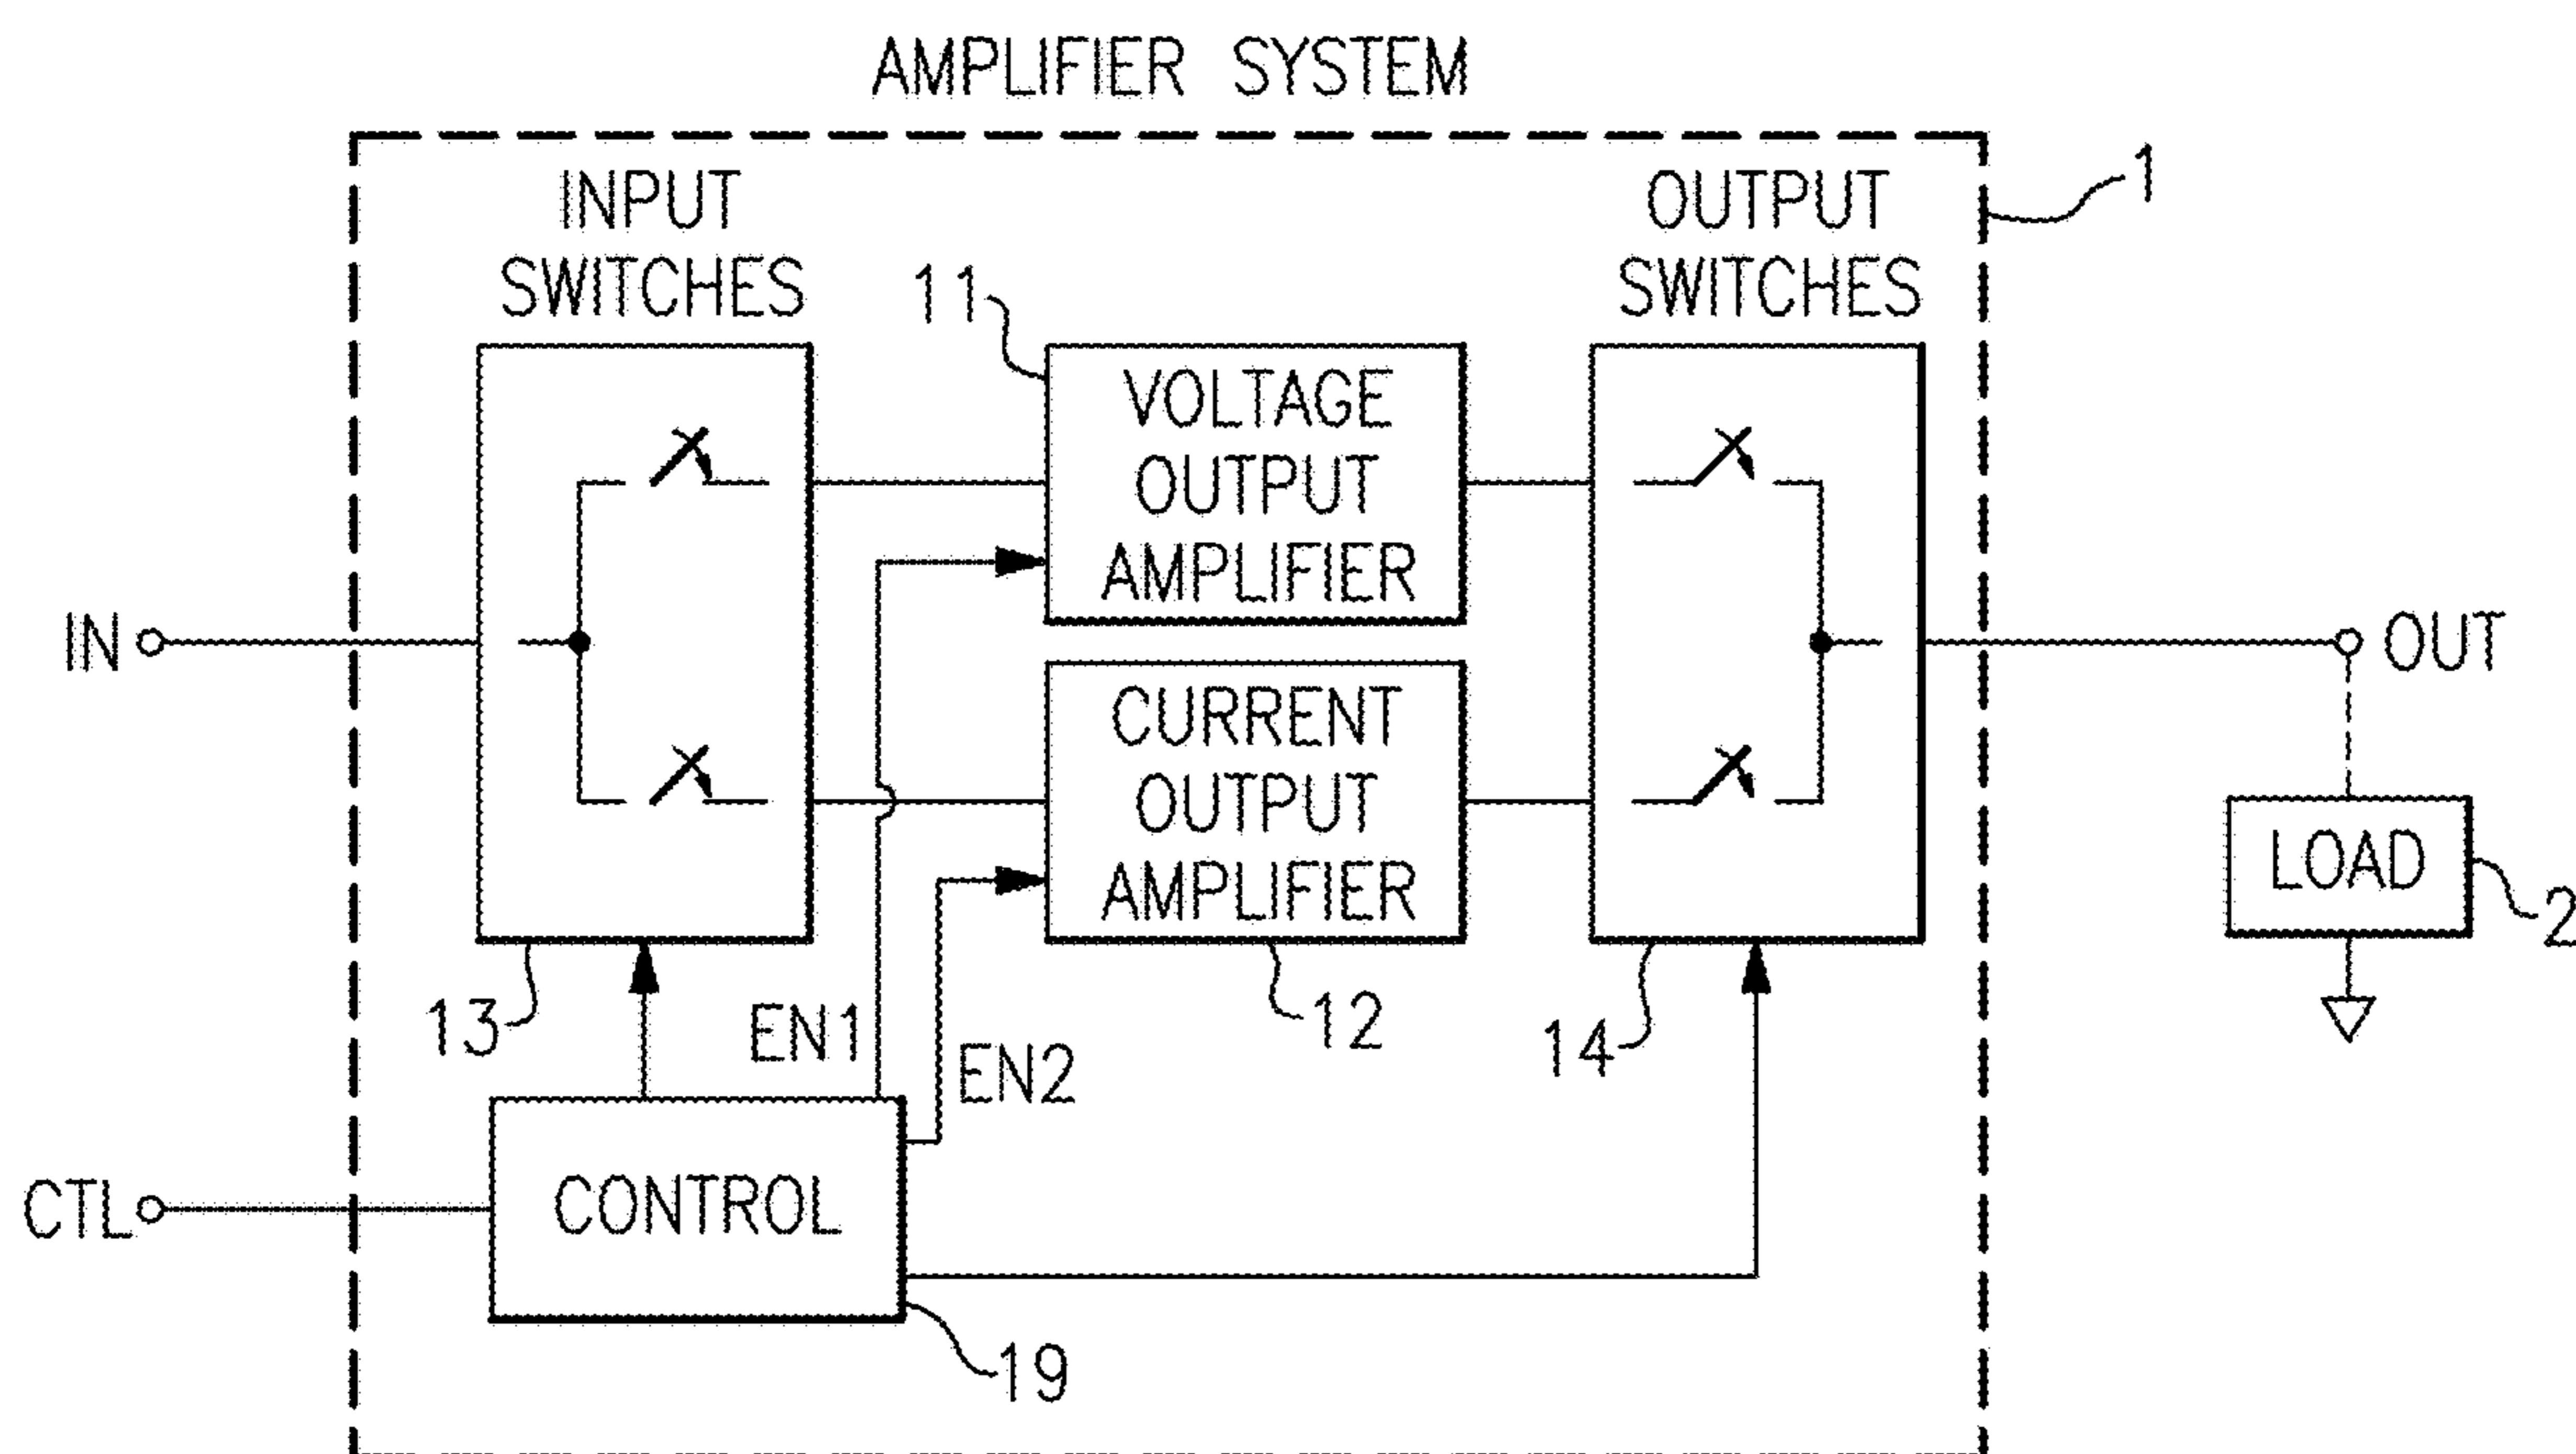 AMPLIFIER SYSTEM
1
INPUT
SWITCHES
OUTPUT
SWITCHES
11
VOLTAGE
OUTPUT
AMPLIFIER
IN
OUT
CURRENT
OUTPUT
AMPLIFIER
LOAD
2
13
EN1
EN2
12
14
CTL
CONTROL
19